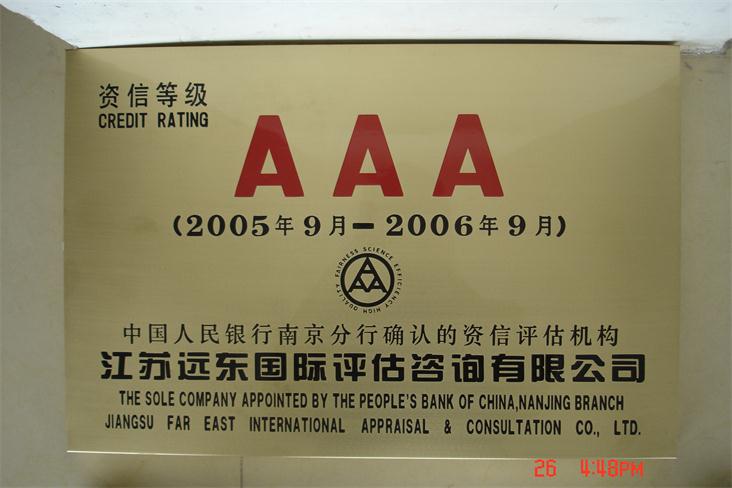 资信等级
CREDIT RATING
AAA
(2005年9月－2006年9月)
FAIRNESS SCIENCE EFFICIENCY HIGH QUALITY
中国人民银行南京分行确认的资信评估机构
江苏远东国际评估咨询有限公司
THE SOLE COMPANY APPOINTED BY THE PEOPLE'S BANK OF CHINA,NANJING BRANCH
JIANGSU FAR EAST INTERNATIONAL APPRAISAL & CONSULTATION CO., LTD.
26 4:48PM